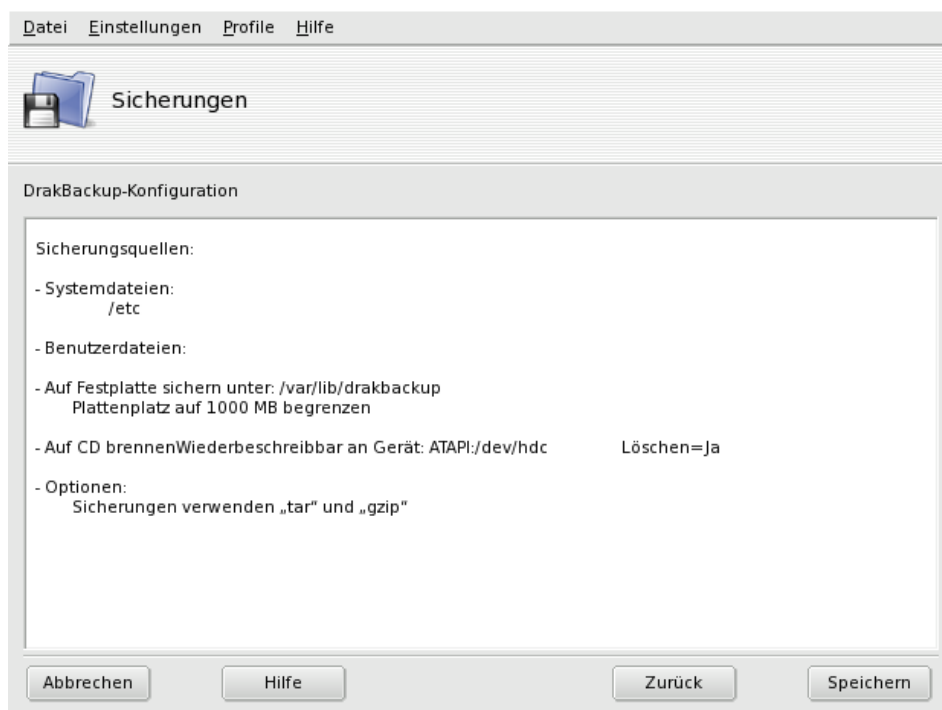 Datei Einstellungen Profile Hilfe
Sicherungen
DrakBackup-Konfiguration
Sicherungsquellen:
- Systemdateien:
/etc
- Benutzerdateien:
- Auf Festplatte sichern unter: /var/lib/drakbackup
Plattenplatz auf 1000 MB begrenzen
- Auf CD brennenWiederbeschreibbar an Gerät: ATAPI:/dev/hdc Löschen=Ja
- Optionen:
Sicherungen verwenden „tar“ und „gzip“
Abbrechen Hilfe Zurück Speichern